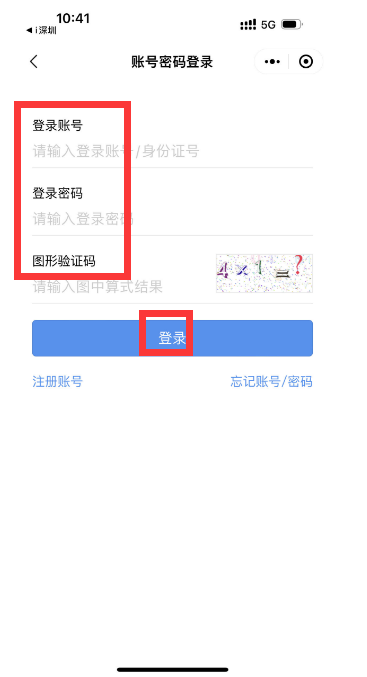 10:41
5G
◀ i深圳
账号密码登录
登录账号
请输入登录账号/身份证号
登录密码
请输入登录密码
图形验证码
请输入图中算式结果
4×1=?
登录
注册账号
忘记账号/密码